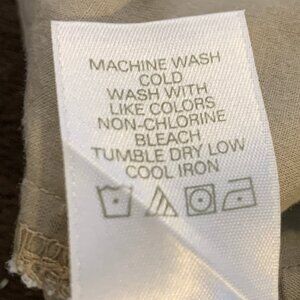 MACHINE WASH
COLD
WASH WITH
LIKE COLORS
NON-CHLORINE
BLEACH
TUMBLE DRY LOW
COOL IRON